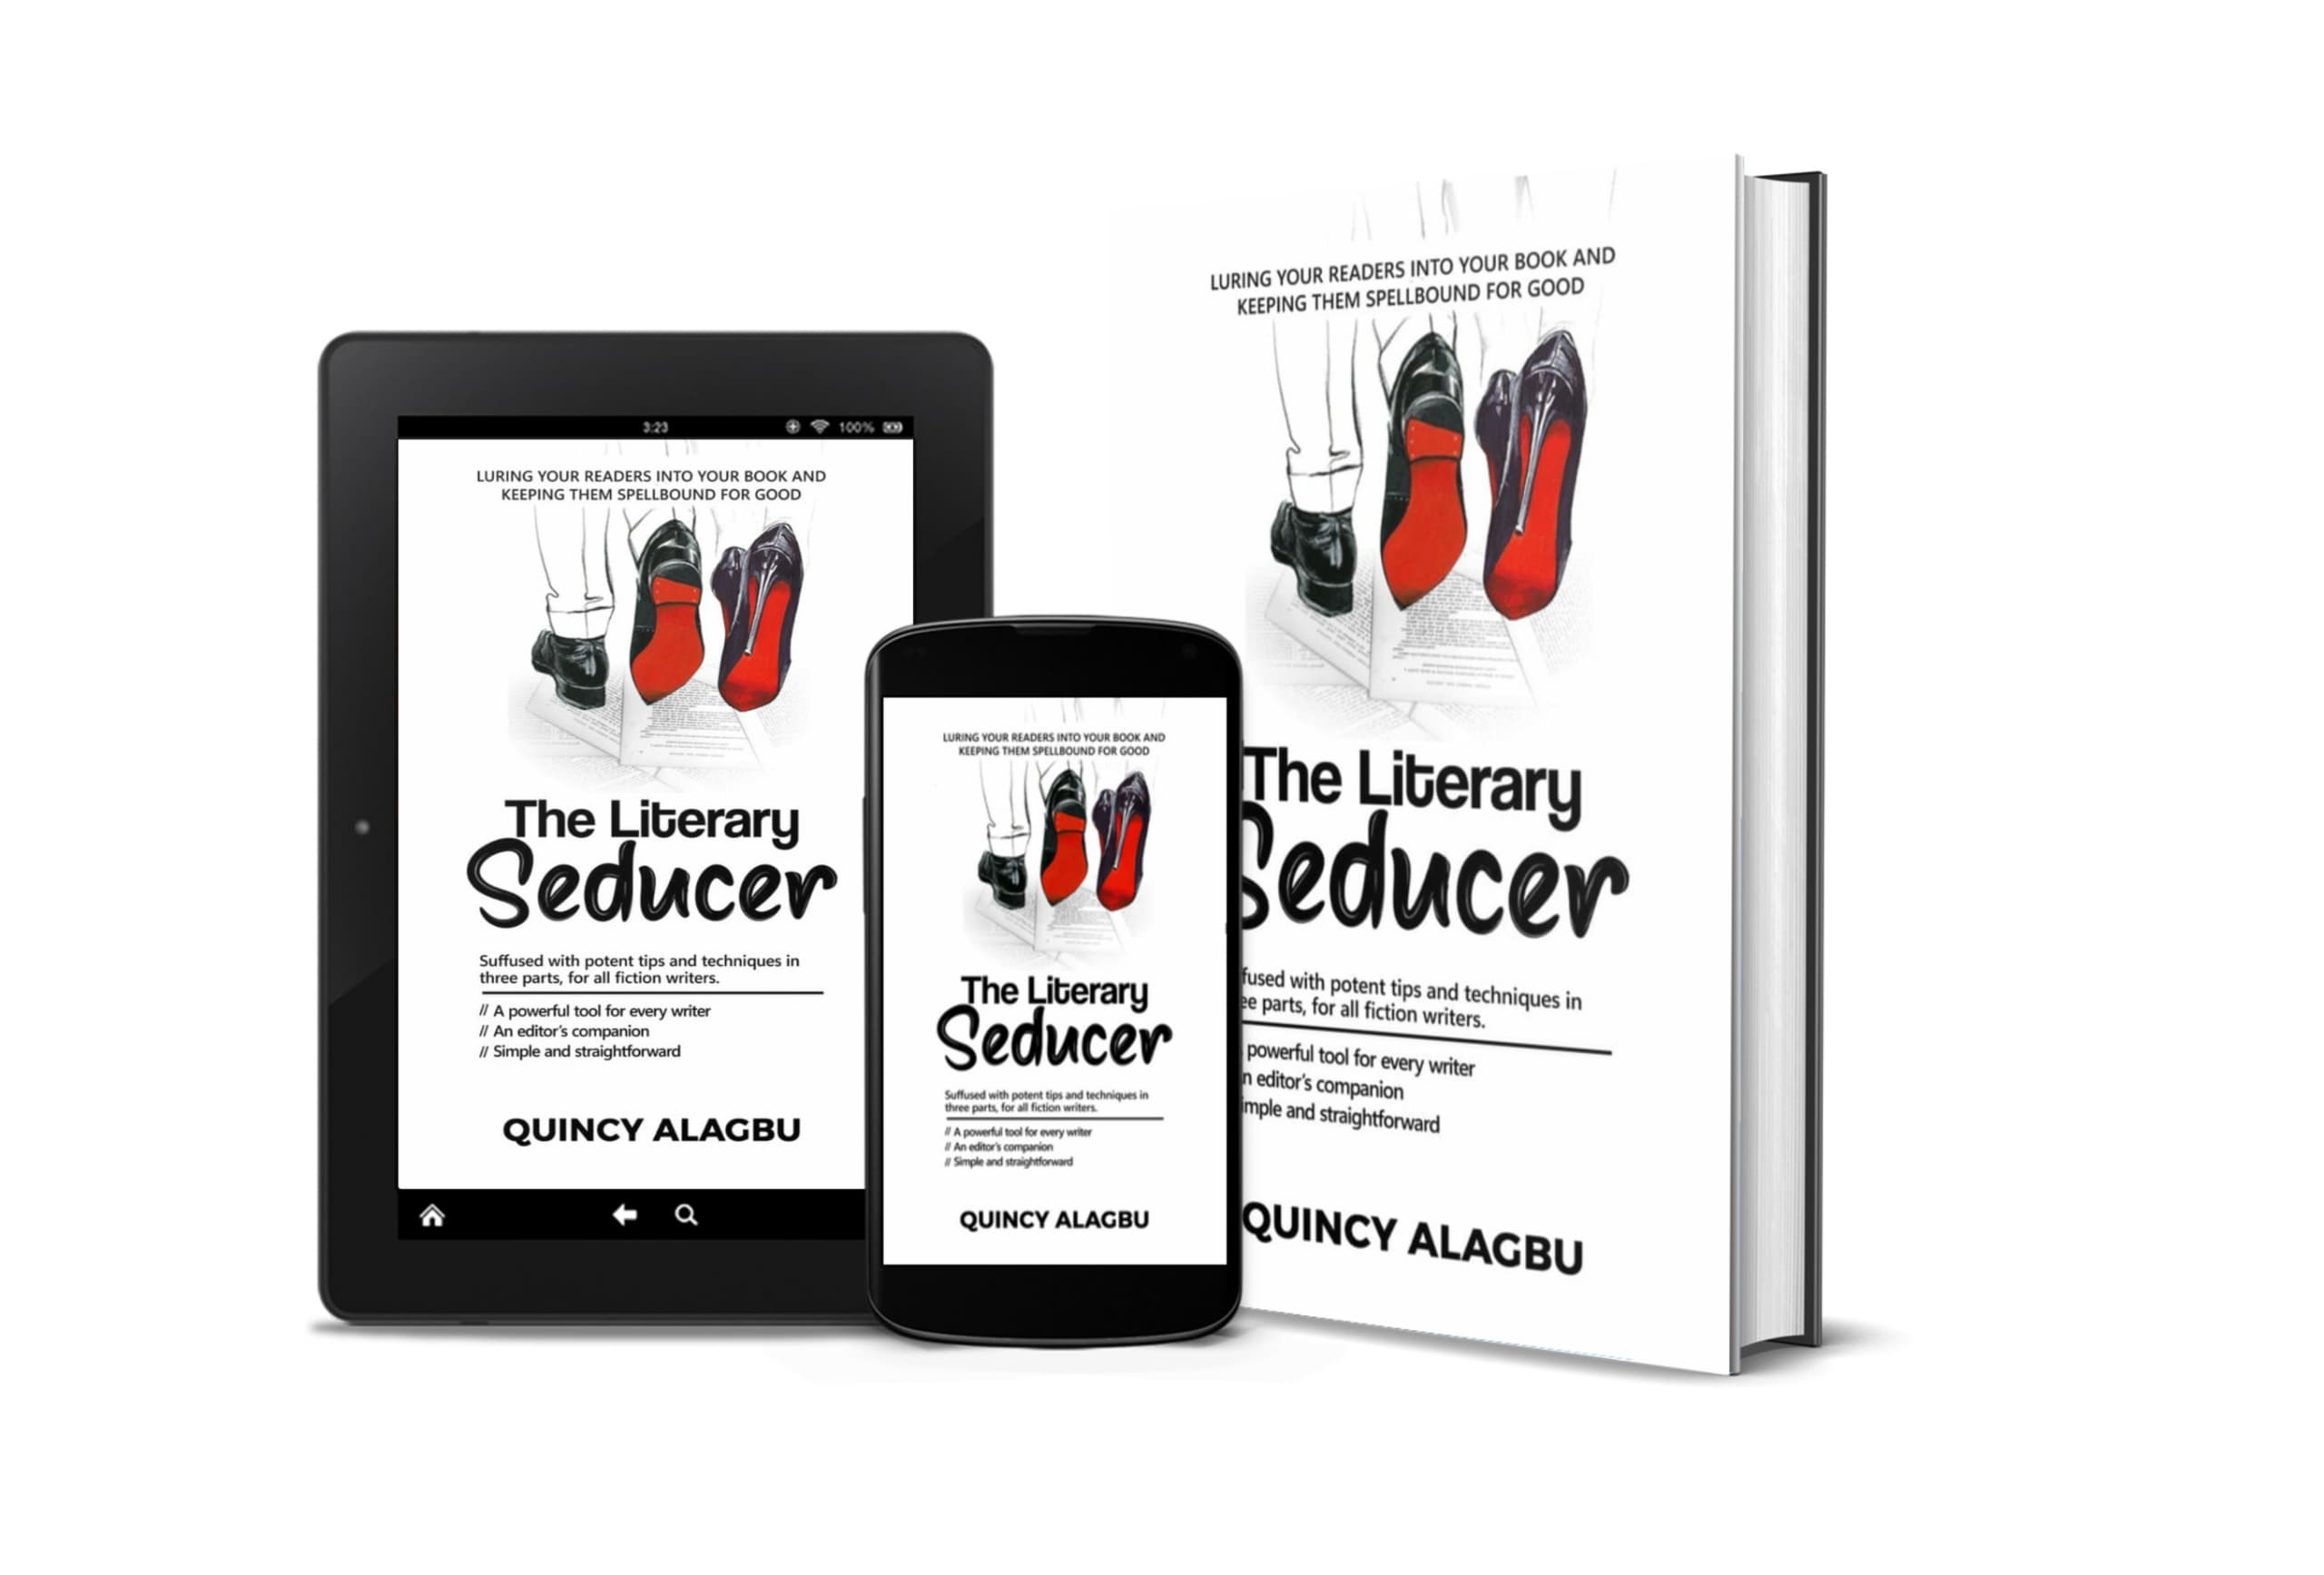 3:23
100%
LURING YOUR READERS INTO YOUR BOOK AND
KEEPING THEM SPELLBOUND FOR GOOD
The Literary
Seducer
Suffused with potent tips and techniques in
three parts, for all fiction writers.
// A powerful tool for every writer
// An editor's companion
// Simple and straightforward
QUINCY ALAGBU
LURING YOUR READERS INTO YOUR BOOK AND
KEEPING THEM SPELLBOUND FOR GOOD
The Literary
Seducer
Suffused with potent tips and techniques in
three parts, for all fiction writers.
// A powerful tool for every writer
// An editor's companion
// Simple and straightforward
QUINCY ALAGBU
LURING YOUR READERS INTO YOUR BOOK AND
KEEPING THEM SPELLBOUND FOR GOOD
The Literary
Seducer
fused with potent tips and techniques in
ee parts, for all fiction writers.
powerful tool for every writer
n editor's companion
imple and straightforward
QUINCY ALAGBU